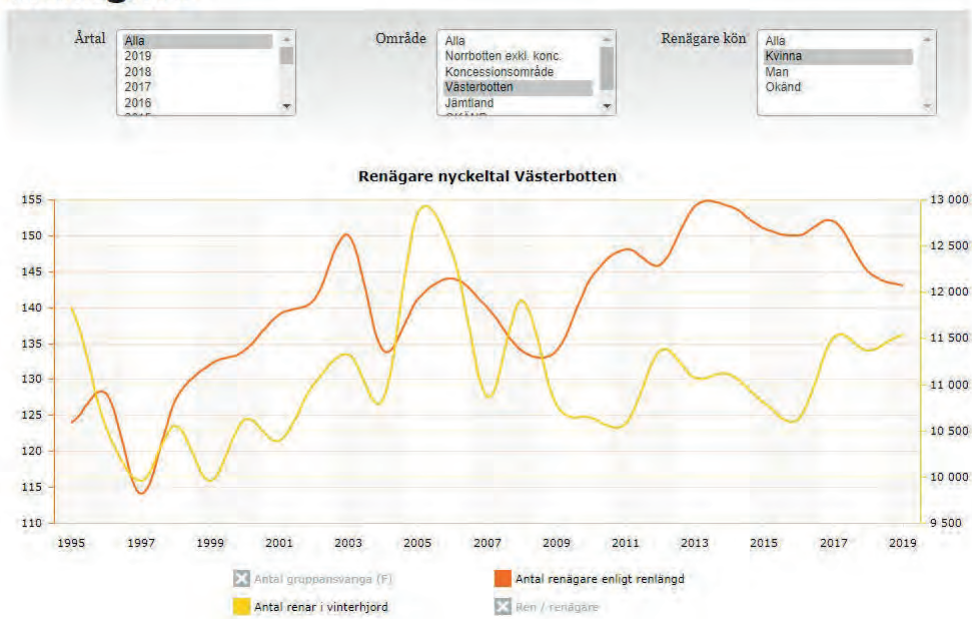 Årtal
Alla
2019
2018
2017
2016
Område
Alla
Norrbotten exkl. konc.
Koncessionsområde
Västerbotten
Jämtland
Renägare kön
Alla
Kvinna
Man
Okänd
Renägare nyckeltal Västerbotten
155
150
145
140
135
130
125
120
115
110
13 000
12 500
12 000
11 500
11 000
10 500
10 000
9 500
1995 1997 1999 2001 2003 2005 2007 2009 2011 2013 2015 2017 2019
Antal gruppansvariga (F)
Antal renägare enligt renlängd
Antal renar i vinterhjord
Ren / renägare